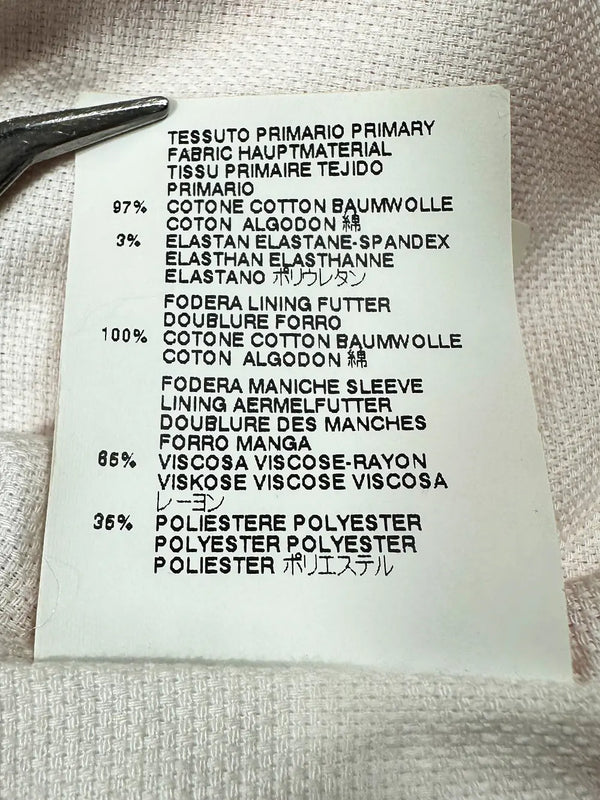 TESSUTO PRIMARIO PRIMARY
FABRIC HAUPTMATERIAL
TISSU PRIMAIRE TEJIDO
PRIMARIO
97% COTONE COTTON BAUMWOLLE
COTON ALGODON 綿
3% ELASTAN ELASTANE-SPANDEX
ELASTHAN ELASTHANNE
ELASTANO ポリウレタン
FODERA LINING FUTTER
DOUBLURE FORRO
100% COTONE COTTON BAUMWOLLE
COTON ALGODON 綿
FODERA MANICHE SLEEVE
LINING AERMELFUTTER
DOUBLURE DES MANCHES
FORRO MANGA
65% VISCOSA VISCOSE-RAYON
VISKOSE VISCOSE VISCOSA
レーヨン
35% POLIESTERE POLYESTER
POLYESTER POLYESTER
POLIESTER ポリエステル